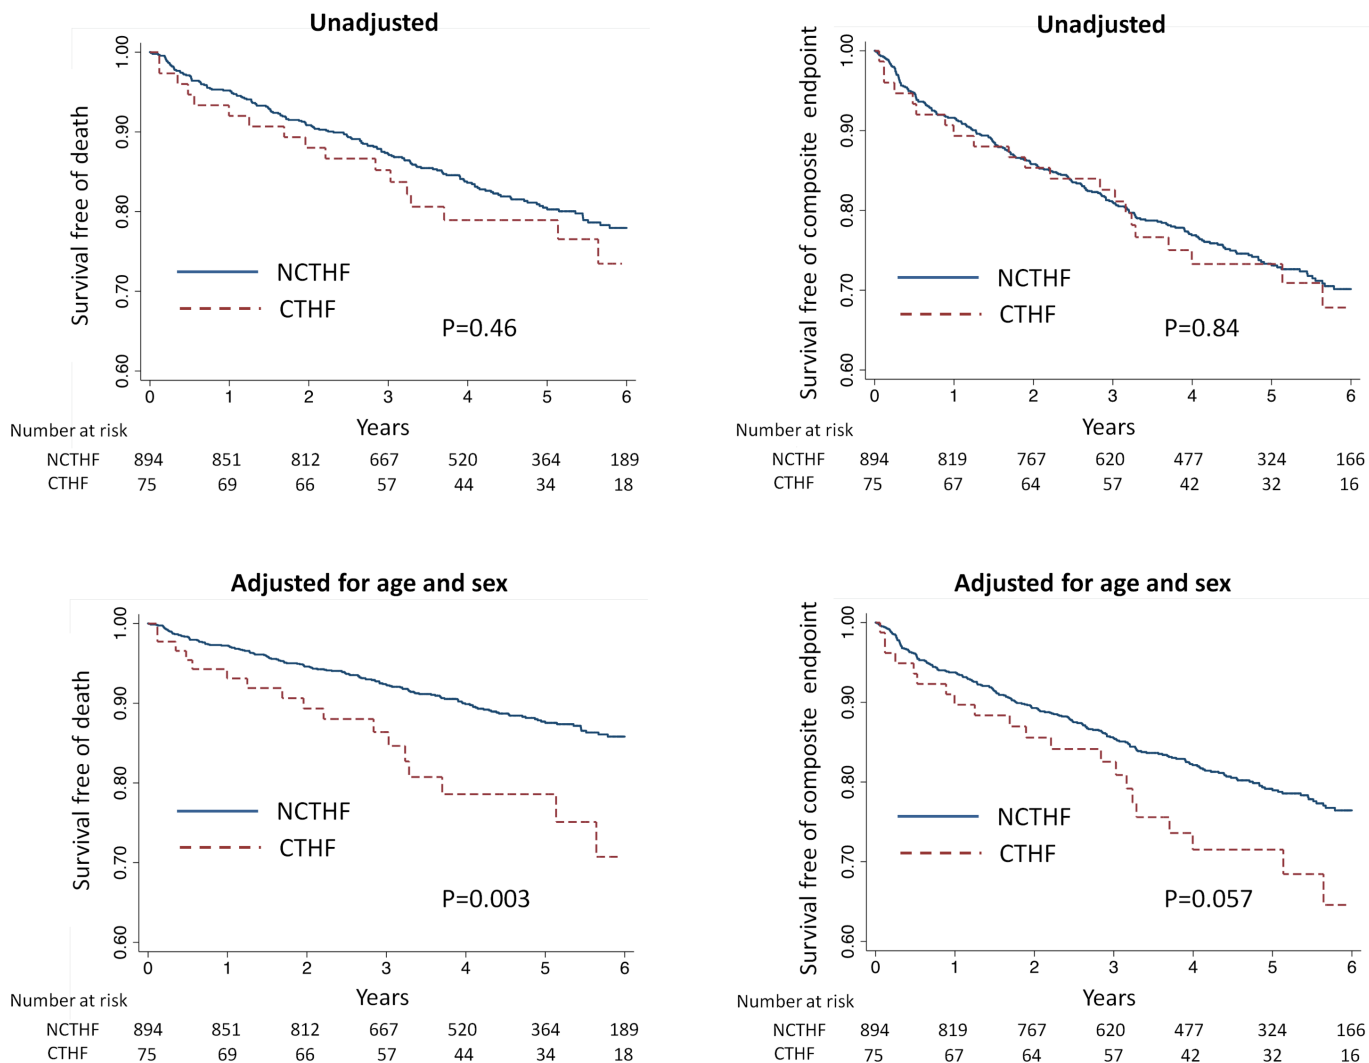 Unadjusted
Survival free of death
1.00
0.90
0.80
0.70
0.60
NCTHF
CTHF
P=0.46
0 1 2 3 4 5 6
Years
Number at risk
NCTHF 894 851 812 667 520 364 189
CTHF 75 69 66 57 44 34 18
Unadjusted
Survival free of composite endpoint
1.00
0.90
0.80
0.70
0.60
NCTHF
CTHF
P=0.84
0 1 2 3 4 5 6
Years
Number at risk
NCTHF 894 819 767 620 477 324 166
CTHF 75 67 64 57 42 32 16
Adjusted for age and sex
Survival free of death
1.00
0.90
0.80
0.70
0.60
NCTHF
CTHF
P=0.003
0 1 2 3 4 5 6
Years
Number at risk
NCTHF 894 851 812 667 520 364 189
CTHF 75 69 66 57 44 34 18
Adjusted for age and sex
Survival free of composite endpoint
1.00
0.90
0.80
0.70
0.60
NCTHF
CTHF
P=0.057
0 1 2 3 4 5 6
Years
Number at risk
NCTHF 894 819 767 620 477 324 166
CTHF 75 67 64 57 42 32 16